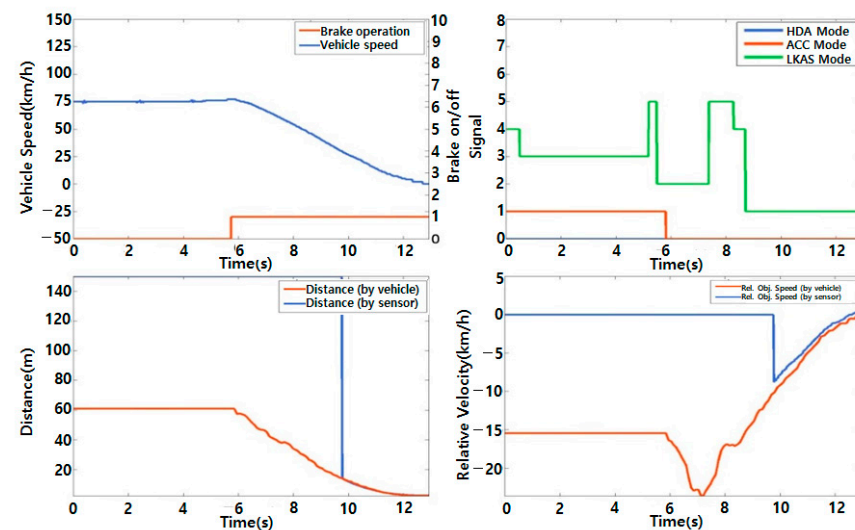 150
125
100
75
50
25
0
−25
−50
Vehicle Speed(km/h)
10
9
8
7
6
5
4
3
2
1
0
Brake on/off
Brake operation
Vehicle speed
0 2 4 6 8 10 12
Time(s)
8
7
6
5
4
3
2
1
0
Signal
HDA Mode
ACC Mode
LKAS Mode
0 2 4 6 8 10 12
Time(s)
140
120
100
80
60
40
20
Distance(m)
Distance (by vehicle)
Distance (by sensor)
0 2 4 6 8 10 12
Time(s)
0
−5
−10
−15
−20
Relative Velocity(km/h)
Rel. Obj. Speed (by vehicle)
Rel. Obj. Speed (by sensor)
0 2 4 6 8 10 12
Time(s)